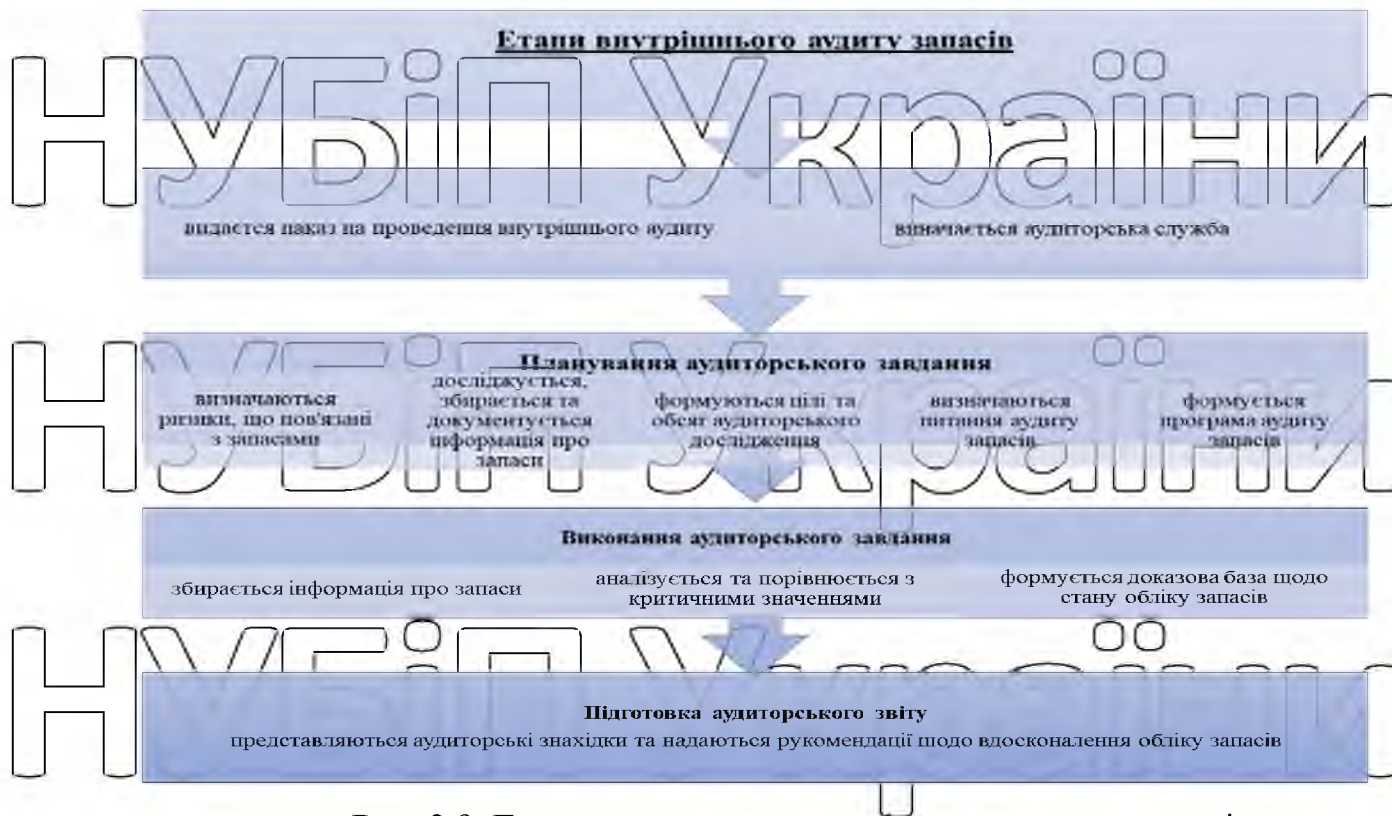 Етапи внутрішнього аудиту запасів
НУБіП України
видається наказ на проведення внутрішнього аудиту
визначається аудиторська служба
НУБіП України
Планування аудиторського завдання
визначаються
ризики, що пов'язані
з запасами
досліджується,
збирається та
документується
інформація про
запаси
формуються цілі та
обсяг аудиторського
дослідження
визначаються
питання аудиту
запасів
формується
програма аудиту
запасів
Виконання аудиторського завдання
збирається інформація про запаси
аналізується та порівнюється з
критичними значеннями
формується доказова база щодо
стану обліку запасів
НУБіП України
Підготовка аудиторського звіту
представляються аудиторські знахідки та надаються рукомендації щодо вдосконалення обліку запасів